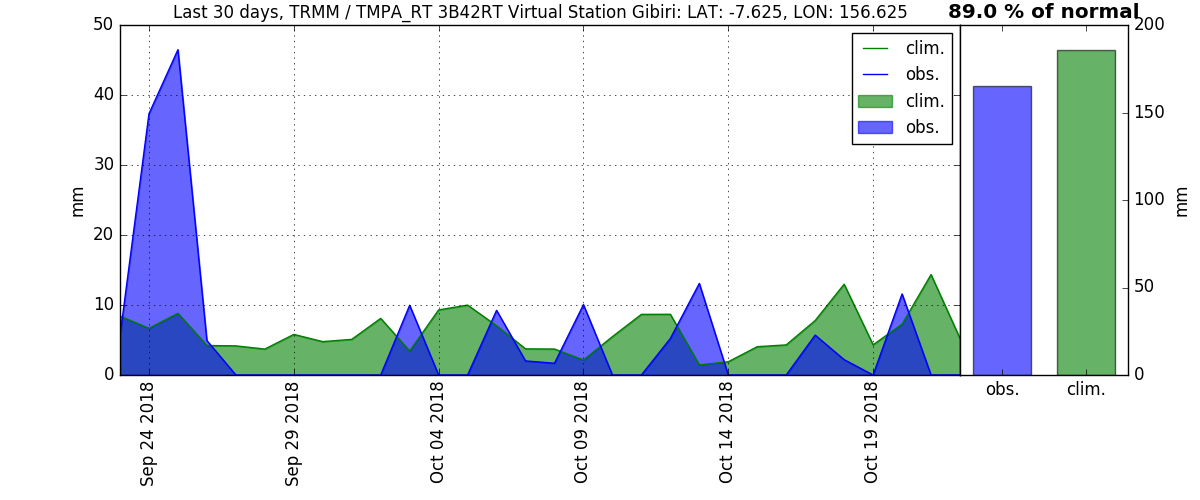 Last 30 days, TRMM / TMPA_RT 3B42RT Virtual Station Gibiri: LAT: -7.625, LON: 156.625
89.0 % of normal
50
40
30
20
10
0
mm
clim.
obs.
clim.
obs.
200
150
100
50
0
mm
Sep 24 2018
Sep 29 2018
Oct 04 2018
Oct 09 2018
Oct 14 2018
Oct 19 2018
obs.
clim.